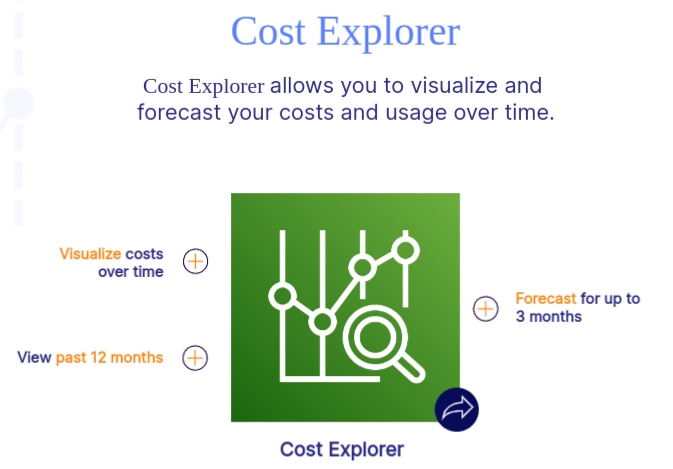 Cost Explorer
Cost Explorer allows you to visualize and
forecast your costs and usage over time.
Visualize costs
over time
View past 12 months
Forecast for up to
3 months
Cost Explorer